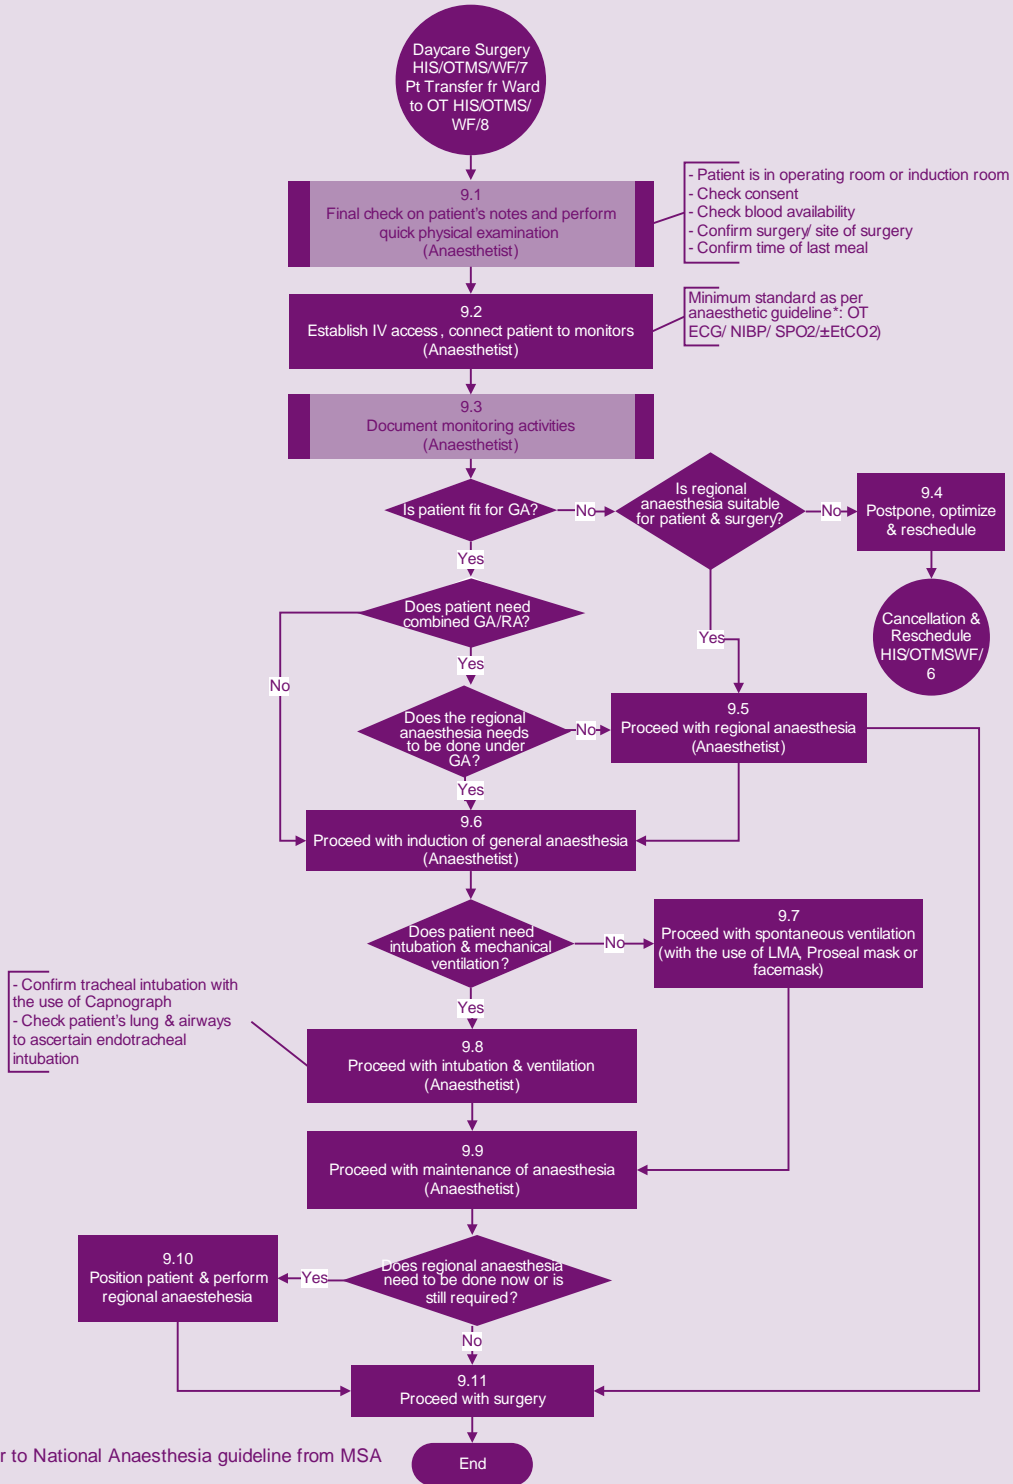 Daycare Surgery
HIS/OTMS/WF/7
Pt Transfer fr Ward
to OT HIS/OTMS/
WF/8
9.1
Final check on patient's notes and perform
quick physical examination
(Anaesthetist)
- Patient is in operating room or induction room
- Check consent
- Check blood availability
- Confirm surgery/ site of surgery
- Confirm time of last meal
9.2
Establish IV access, connect patient to monitors
(Anaesthetist)
Minimum standard as per
anaesthetic guideline*: OT
ECG/ NIBP/ SPO2/±EtCO2)
9.3
Document monitoring activities
(Anaesthetist)
Is patient fit for GA?
No
Is regional
anaesthesia suitable
for patient & surgery?
No
9.4
Postpone, optimize
& reschedule
Yes
Cancellation &
Reschedule
HIS/OTMSWF/
6
Does patient need
combined GA/RA?
No
Yes
Yes
Does the regional
anaesthesia needs
to be done under
GA?
No
9.5
Proceed with regional anaesthesia
(Anaesthetist)
Yes
9.6
Proceed with induction of general anaesthesia
(Anaesthetist)
Does patient need
intubation & mechanical
ventilation?
No
9.7
Proceed with spontaneous ventilation
(with the use of LMA, Proseal mask or
facemask)
Yes
- Confirm tracheal intubation with
the use of Capnograph
- Check patient's lung & airways
to ascertain endotracheal
intubation
9.8
Proceed with intubation & ventilation
(Anaesthetist)
9.9
Proceed with maintenance of anaesthesia
(Anaesthetist)
Does regional anaesthesia
need to be done now or is
still required?
Yes
9.10
Position patient & perform
regional anaestehesia
No
9.11
Proceed with surgery
End
r to National Anaesthesia guideline from MSA